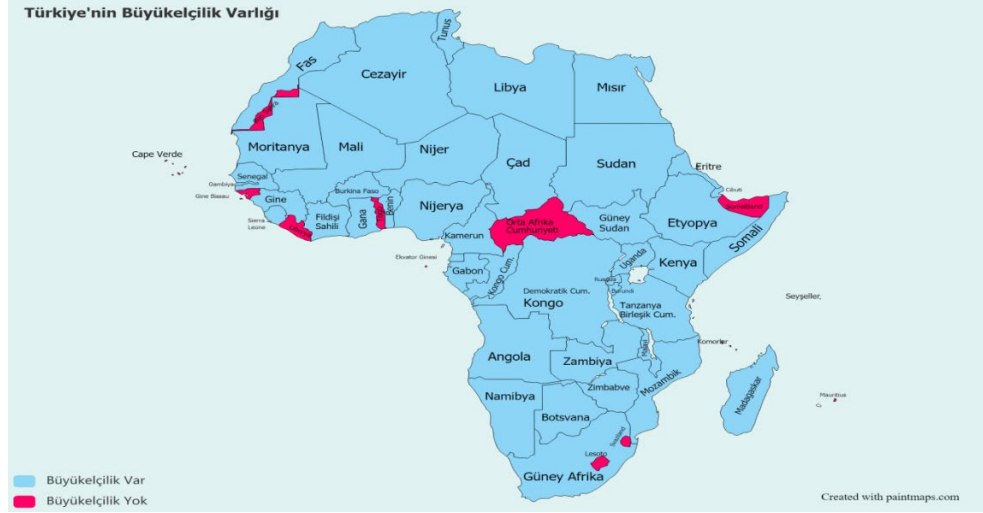 Türkiye'nin Büyükelçilik Varlığı
Tunus
Fas
Cezayir
Libya
Mısır
Cape Verde
Moritanya
Mali
Nijer
Çad
Sudan
Eritre
Senegal
Gambiya
Cibuti
Gine Bissau
Gine
Burkina Faso
Benin
Nijerya
Somaliland
Sierra
Leone
Liberya
Fildişi
Sahili
Gana
Orta Afrika
Cumhuriyeti
Güney
Sudan
Etyopya
Somali
Kamerun
Ekvator Ginesi
Gabon
Kongo Cum.
Uganda
Kenya
Demokratik Cum.
Kongo
Burundi
Tanzanya
Birleşik Cum.
Seyşeller,
Komorlar
Angola
Zambiya
Mozambik
Madagaskar
Mauritius
Namibya
Zimbabve
Botsvana
Swaziland
Lesoto
Güney Afrika
Büyükelçilik Var
Büyükelçilik Yok
Created with paintmaps.com